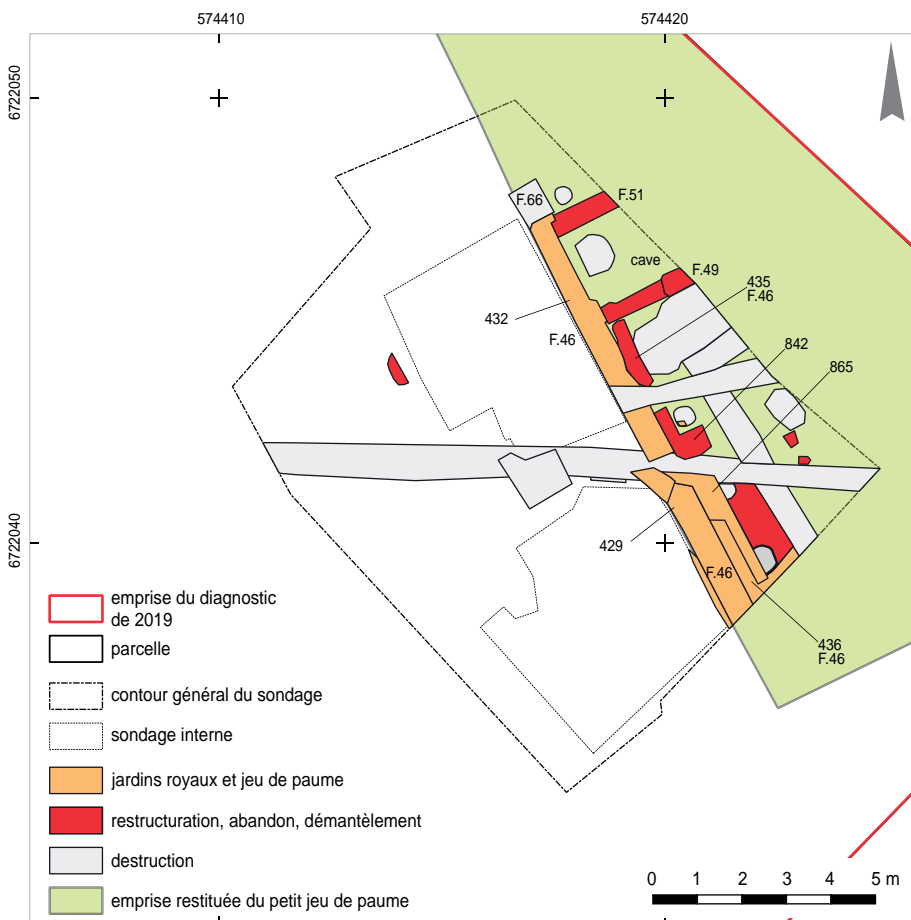 574410
574420
6722050
F.66
F.51
cave
F.49
435
F.46
432
F.46
842
865
6722040
429
F.46
436
F.46
emprise du diagnostic
de 2019
parcelle
contour général du sondage
sondage interne
jardins royaux et jeu de paume
restructuration, abandon, démantèlement
destruction
emprise restituée du petit jeu de paume
0 1 2 3 4 5 m